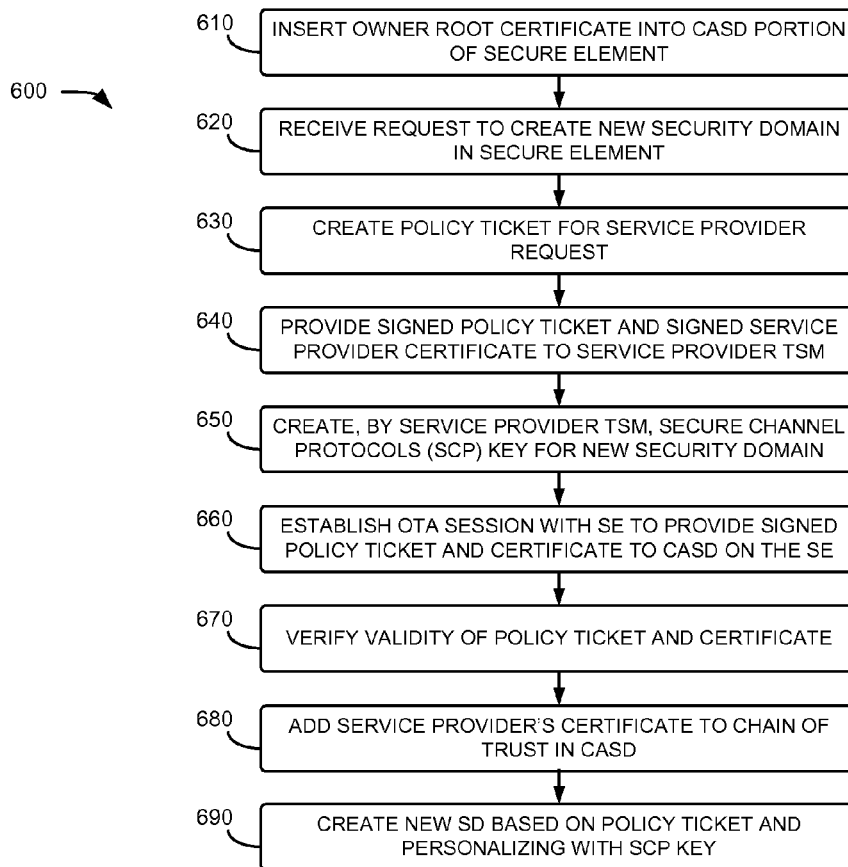 600
610
INSERT OWNER ROOT CERTIFICATE INTO CASD PORTION
OF SECURE ELEMENT
620
RECEIVE REQUEST TO CREATE NEW SECURITY DOMAIN
IN SECURE ELEMENT
630
CREATE POLICY TICKET FOR SERVICE PROVIDER
REQUEST
640
PROVIDE SIGNED POLICY TICKET AND SIGNED SERVICE
PROVIDER CERTIFICATE TO SERVICE PROVIDER TSM
650
CREATE, BY SERVICE PROVIDER TSM, SECURE CHANNEL
PROTOCOLS (SCP) KEY FOR NEW SECURITY DOMAIN
660
ESTABLISH OTA SESSION WITH SE TO PROVIDE SIGNED
POLICY TICKET AND CERTIFICATE TO CASD ON THE SE
670
VERIFY VALIDITY OF POLICY TICKET AND CERTIFICATE
680
ADD SERVICE PROVIDER'S CERTIFICATE TO CHAIN OF
TRUST IN CASD
690
CREATE NEW SD BASED ON POLICY TICKET AND
PERSONALIZING WITH SCP KEY